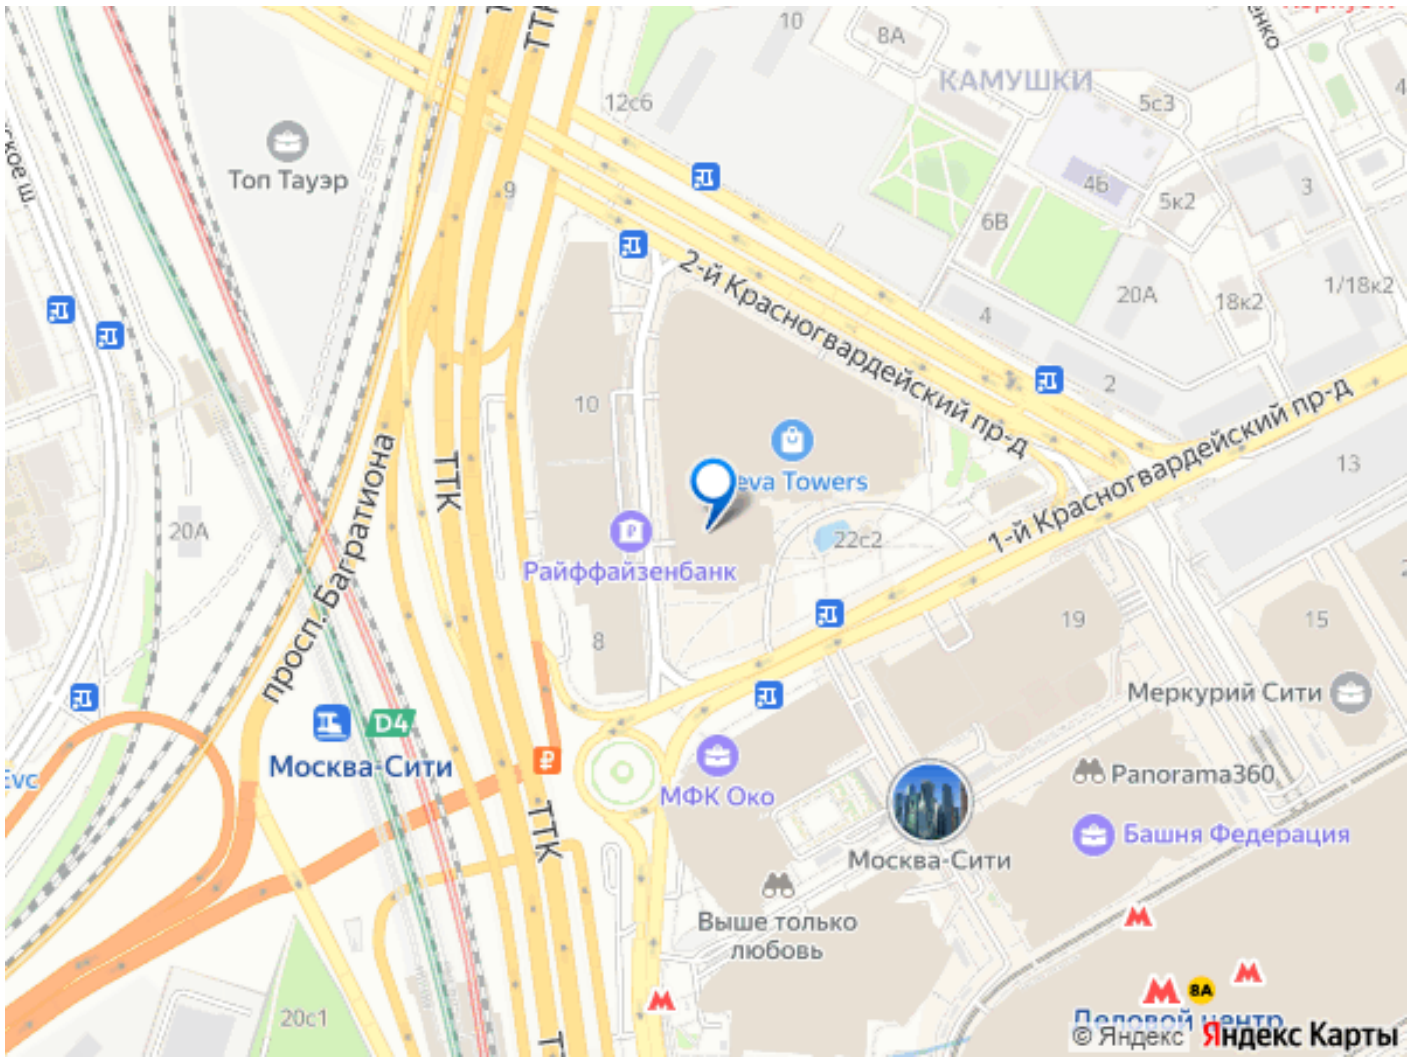 10
8А
КАМУШКИ
12с6
5с3
Топ Тауэр
ТТК
9
4Б
5к2
3
6В
2-й Красногвардейский пр-д
20А
18к2
1/18к2
4
2
10
1-й Красногвардейский пр-д
просп. Багратиона
ТТК
eva Towers
13
20А
22с2
Райффайзенбанк
8
19
15
Меркурий Сити
D4
Москва-Сити
МФК Око
Panorama360
Башня Федерация
Москва-Сити
ТТК
Выше только
любовь
20с1
8А
Деловой центр
© Яндекс Яндекс Карты